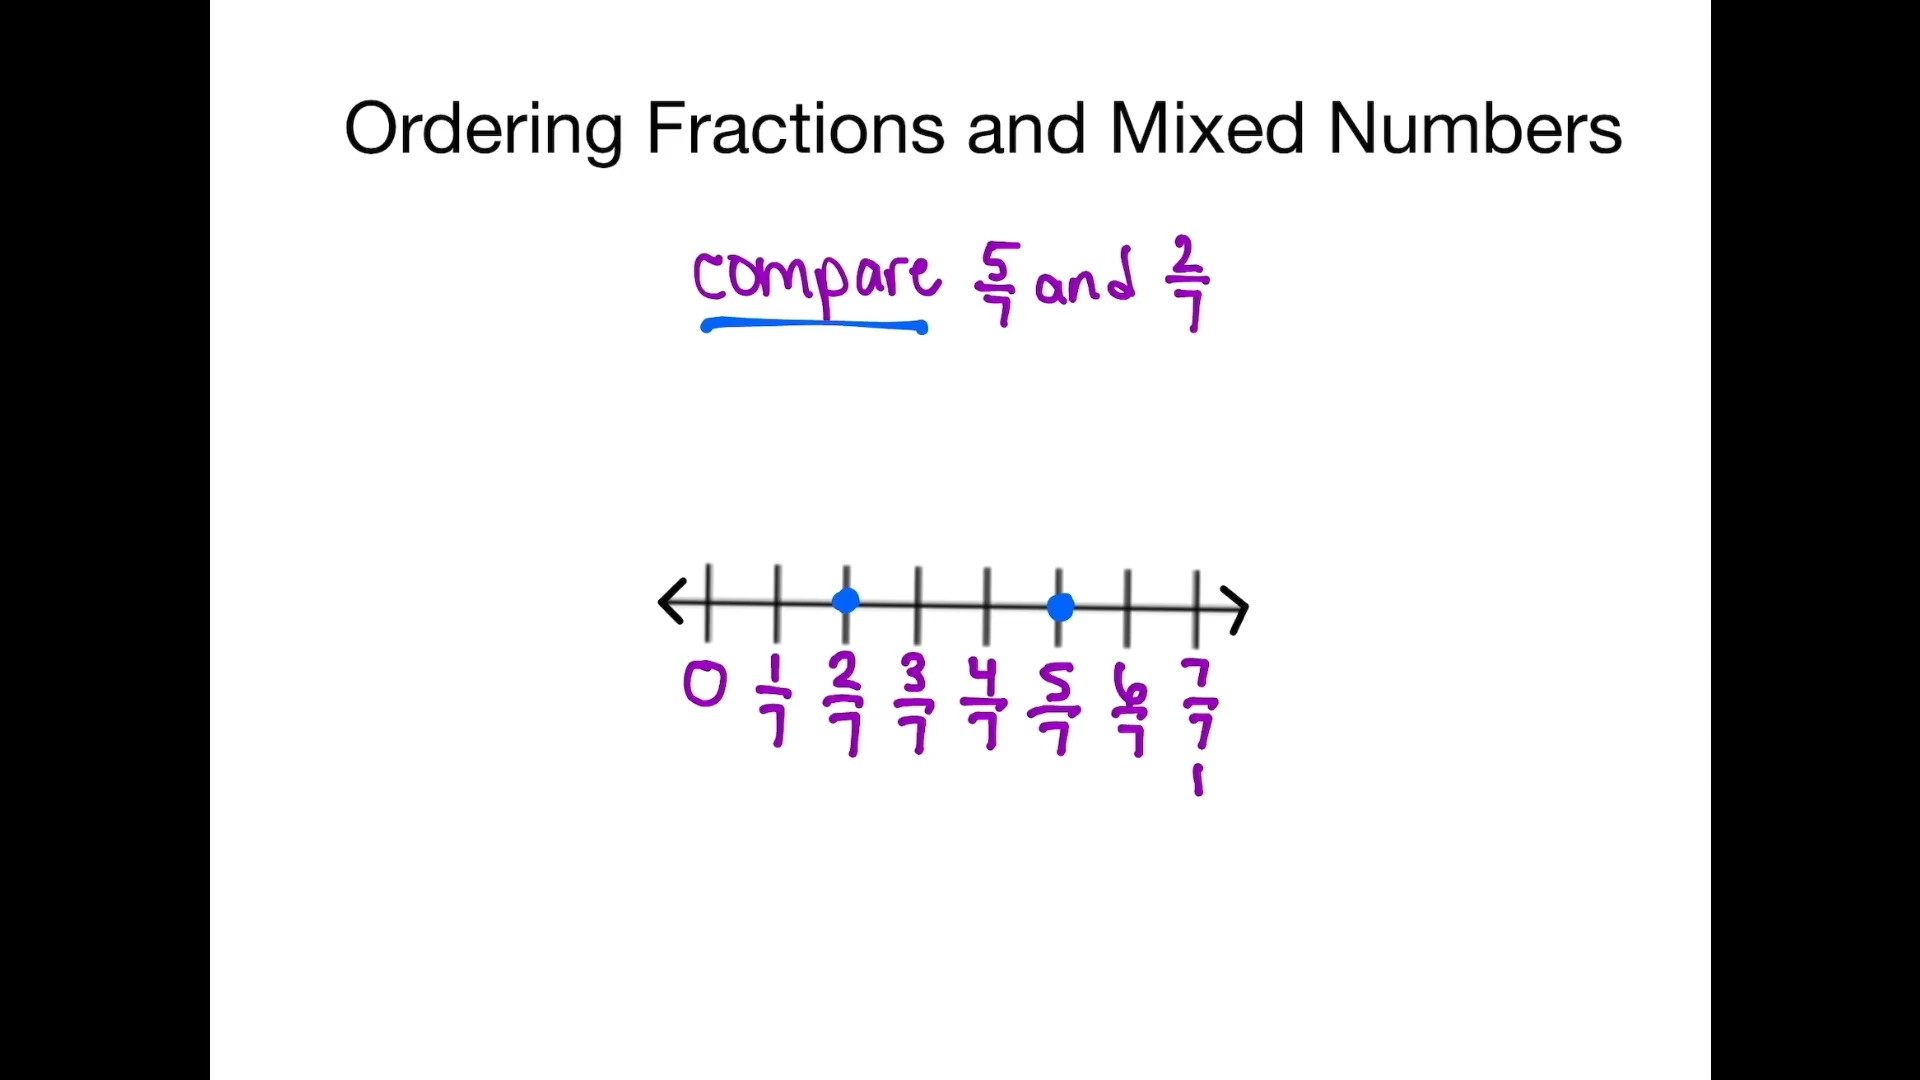 Ordering Fractions and Mixed Numbers
compare 5/7 and 2/7
0 1/7 2/7 3/7 4/7 5/7 6/7 7/7
1